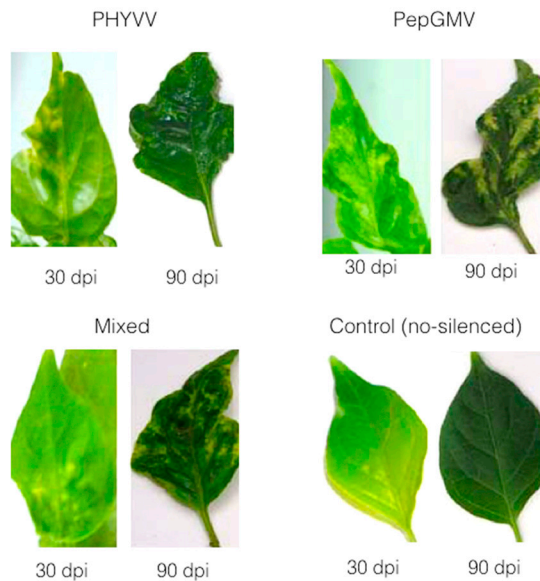 PHYVV
PepGMV
30 dpi
90 dpi
30 dpi
90 dpi
Mixed
Control (no-silenced)
30 dpi
90 dpi
30 dpi
90 dpi